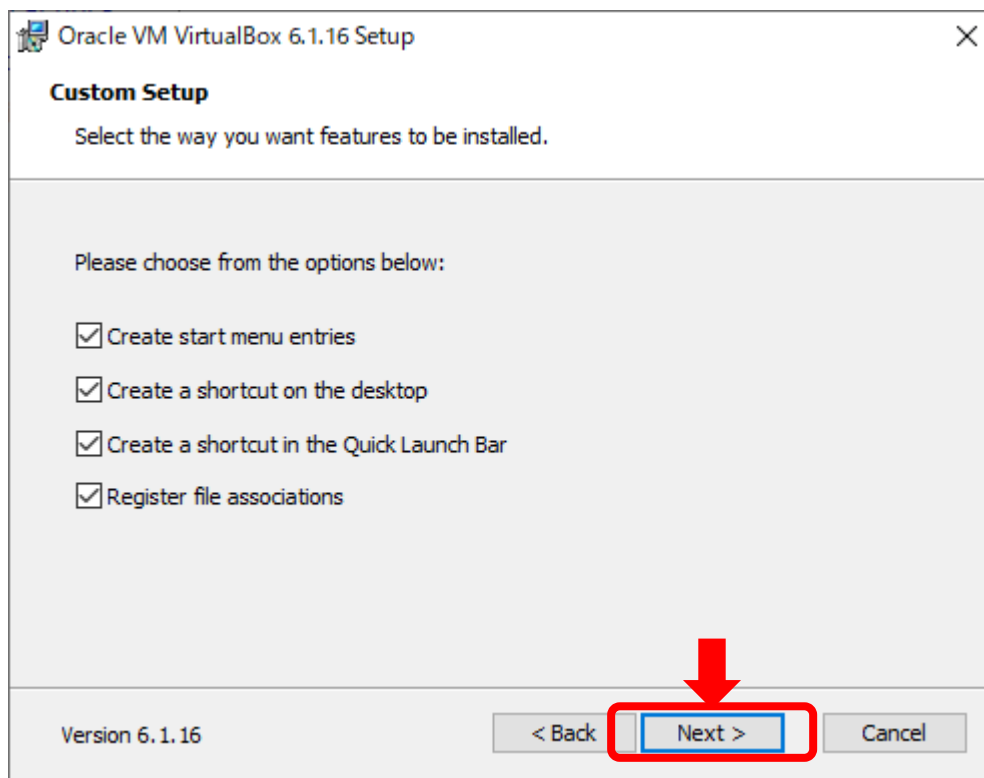 Oracle VM VirtualBox 6.1.16 Setup
Custom Setup
Select the way you want features to be installed.
Please choose from the options below:
Create start menu entries
Create a shortcut on the desktop
Create a shortcut in the Quick Launch Bar
Register file associations
Version 6.1.16
< Back
Next >
Cancel